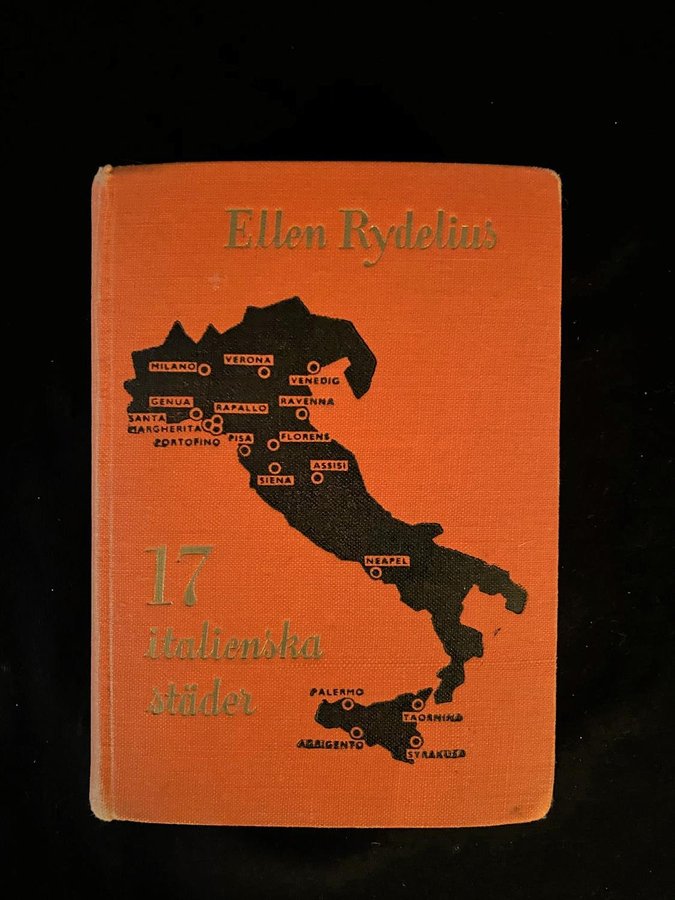 Ellen Rydelius
MILANO
VERONA
VENEDIG
GENUA
RAPALLO
RAVENNA
SANTA
MARGHERITA
PORTOFINO
PISA
FLORENS
SIENA
ASSISI
NEAPEL
17
italienska
städer
PALERMO
TAORMINA
AGRIGENTO
SYRAKUSA